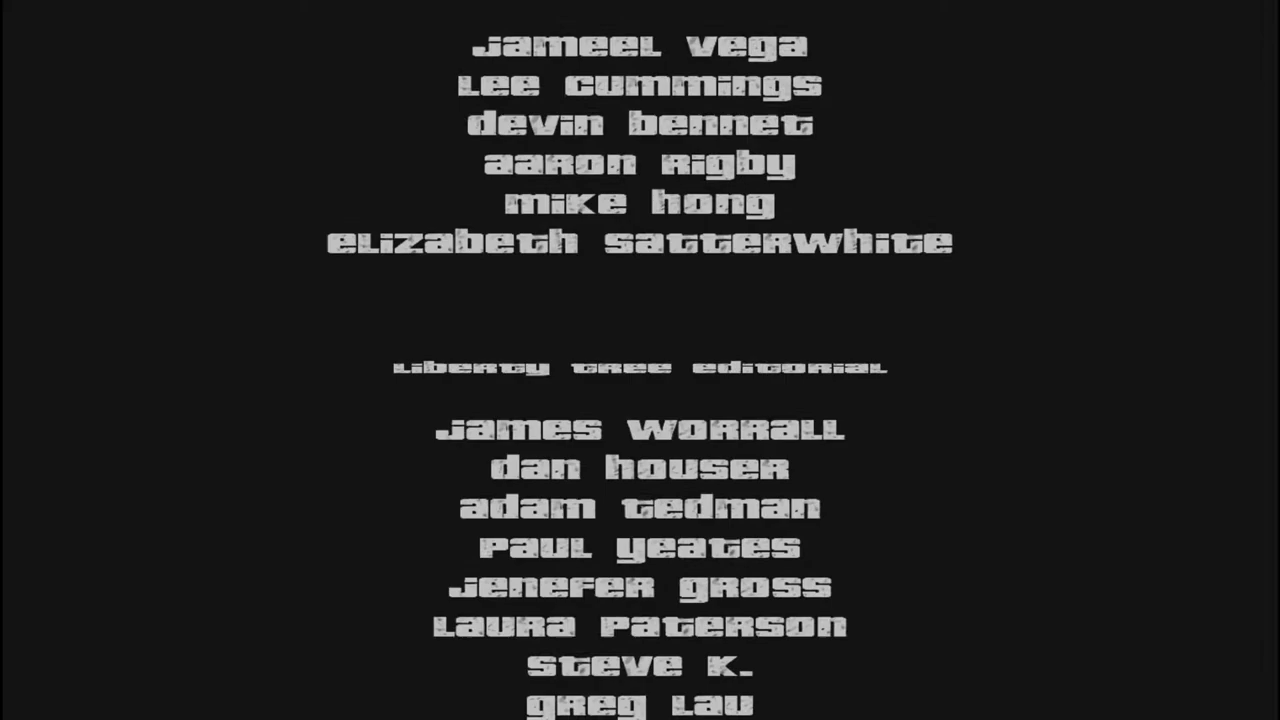 Jameel Vega
Lee Cummings
Devin Bennet
Aaron Rigby
Mike Hong
Elizabeth Satterwhite
Liberty Tree Editorial
James Worrall
Dan Houser
Adam Tedman
Paul Yeates
Jenefer Gross
Laura Paterson
Steve K.
Greg Lau